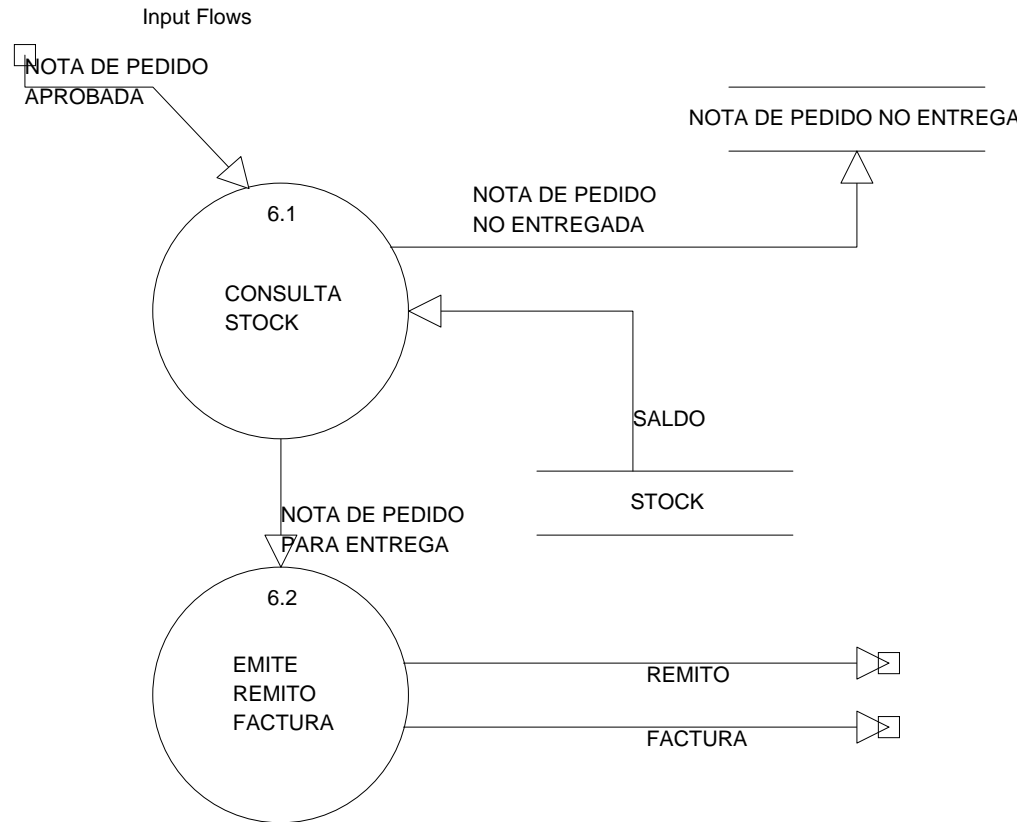 Input Flows
NOTA DE PEDIDO
APROBADA
NOTA DE PEDIDO NO ENTREGA
NOTA DE PEDIDO
NO ENTREGADA
6.1
CONSULTA
STOCK
SALDO
STOCK
NOTA DE PEDIDO
PARA ENTREGA
6.2
EMITE
REMITO
FACTURA
REMITO
FACTURA